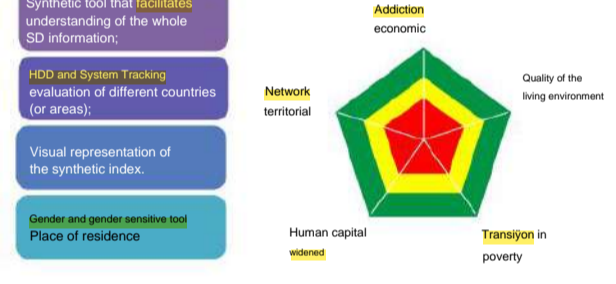 Synthetic tool that facilitates
understanding of the whole
SD information;
HDD and System Tracking
evaluation of different countries
(or areas);
Visual representation of
the synthetic index.
Gender and gender sensitive tool
Place of residence
Addiction
economic
Quality of the
living environment
Network
territorial
Human capital
widened
Transiÿon in
poverty